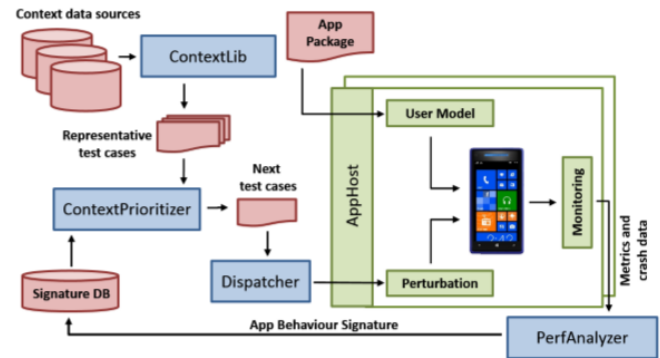 Context data sources
ContextLib
App
Package
User Model
Representative
test cases
Next
test cases
ContextPrioritizer
AppHost
Monitoring
Metrics and
crash data
Signature DB
Dispatcher
Perturbation
App Behaviour Signature
PerfAnalyzer